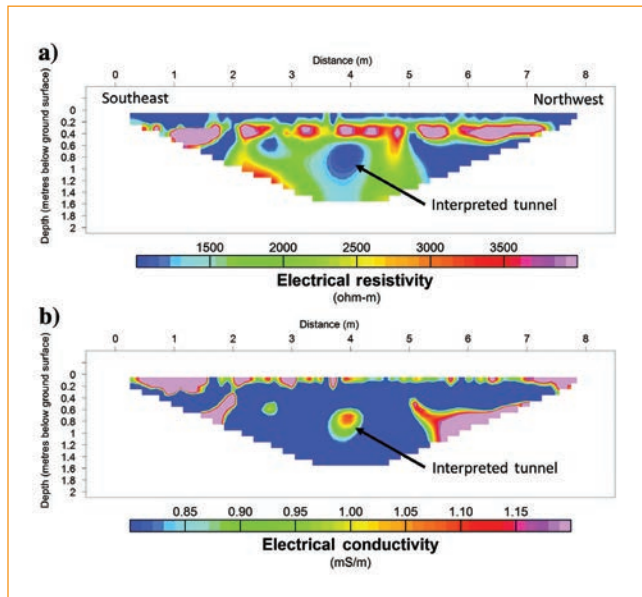 a)
Distance (m)
0 1 2 3 4 5 6 7 8
Southeast Northwest
Depth (metres below ground surface)
0
0.2
0.4
0.6
0.8
1
1.2
1.4
1.6
1.8
2
Interpreted tunnel
1500 2000 2500 3000 3500
Electrical resistivity
(ohm-m)
b)
Distance (m)
0 1 2 3 4 5 6 7 8
Depth (metres below ground surface)
0
0.2
0.4
0.6
0.8
1
1.2
1.4
1.6
1.8
2
Interpreted tunnel
0.85 0.90 0.95 1.00 1.05 1.10 1.15
Electrical conductivity
(mS/m)